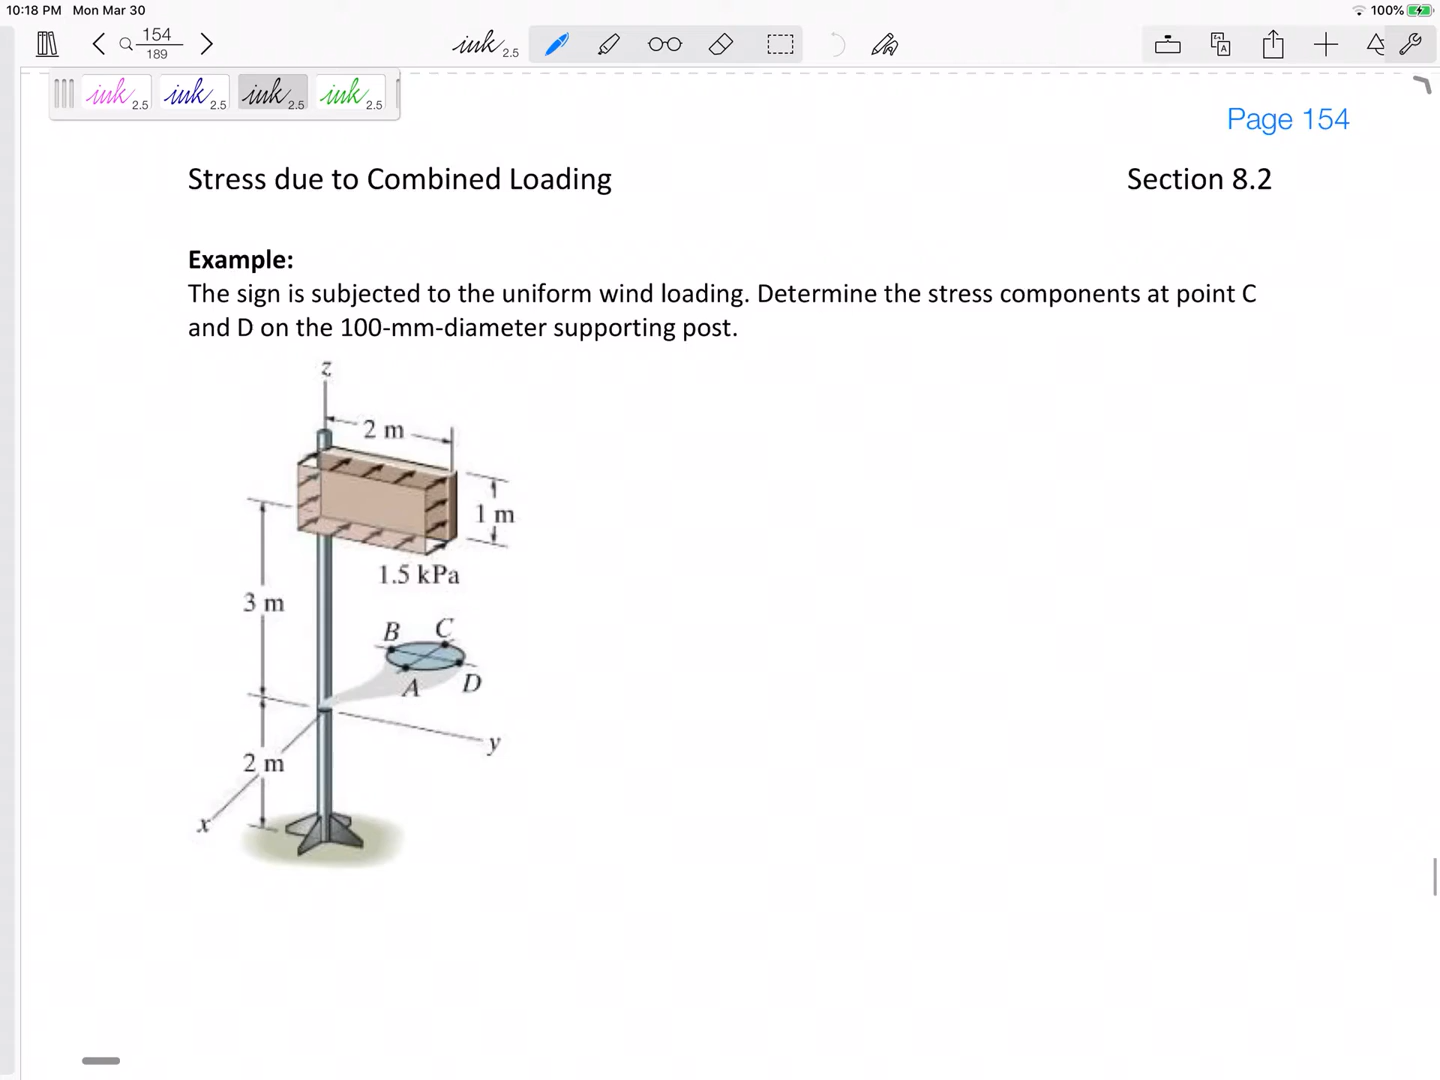 10:18 PM Mon Mar 30
100%
154
189
ink 2.5
ink 2.5
ink 2.5
ink 2.5
ink 2.5
Page 154
Stress due to Combined Loading
Section 8.2
Example:
The sign is subjected to the uniform wind loading. Determine the stress components at point C
and D on the 100-mm-diameter supporting post.
z
2 m
1 m
1.5 kPa
3 m
B C
A D
y
2 m
x